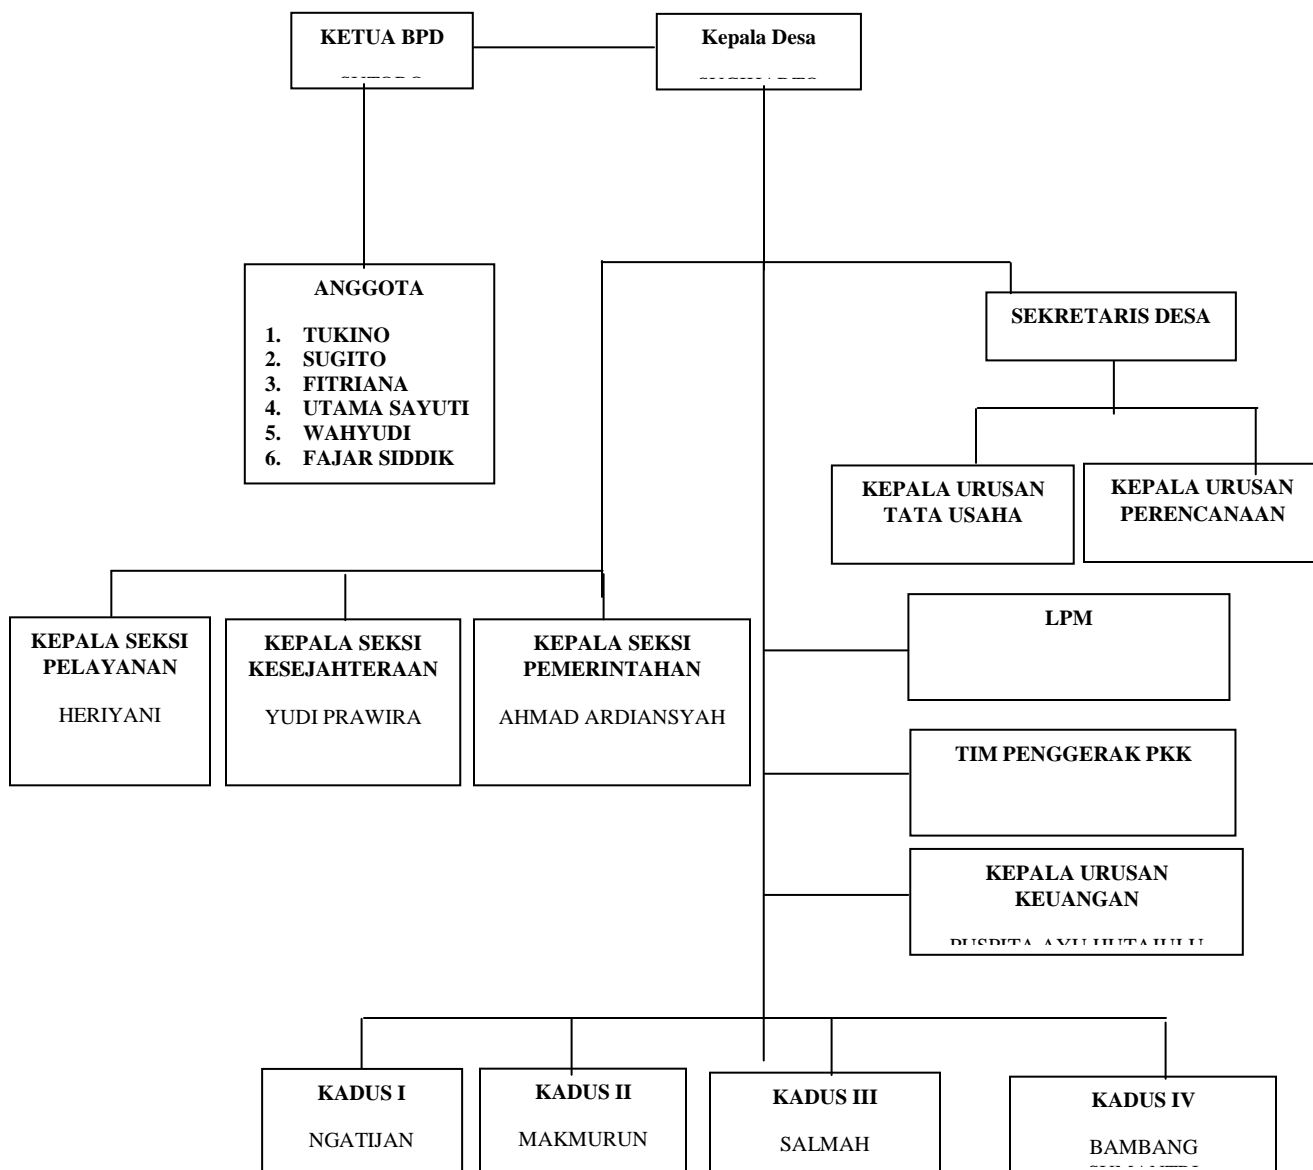 KETUA BPD
Kepala Desa
ANGGOTA
1. TUKINO
2. SUGITO
3. FITRIANA
4. UTAMA SAYUTI
5. WAHYUDI
6. FAJAR SIDDIK
SEKRETARIS DESA
KEPALA URUSAN
TATA USAHA
KEPALA URUSAN
PERENCANAAN
KEPALA SEKSI
PELAYANAN
HERIYANI
KEPALA SEKSI
KESEJAHTERAAN
YUDI PRAWIRA
KEPALA SEKSI
PEMERINTAHAN
AHMAD ARDIANSYAH
LPM
TIM PENGGERAK PKK
KEPALA URUSAN
KEUANGAN
PUSPITA AYU HUTAJULU
KADUS I
NGATIJAN
KADUS II
MAKMURUN
KADUS III
SALMAH
KADUS IV
BAMBANG